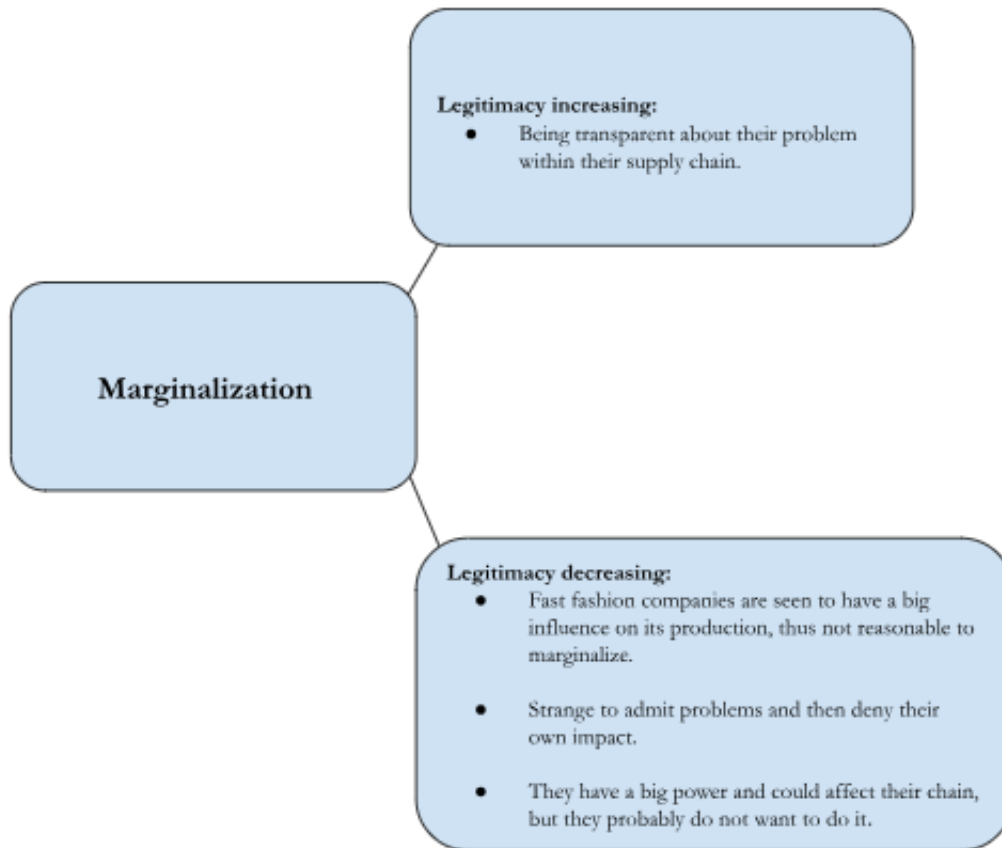 Legitimacy increasing:
● Being transparent about their problem
within their supply chain.
Marginalization
Legitimacy decreasing:
● Fast fashion companies are seen to have a big
influence on its production, thus not reasonable to
marginalize.
● Strange to admit problems and then deny their
own impact.
● They have a big power and could affect their chain,
but they probably do not want to do it.